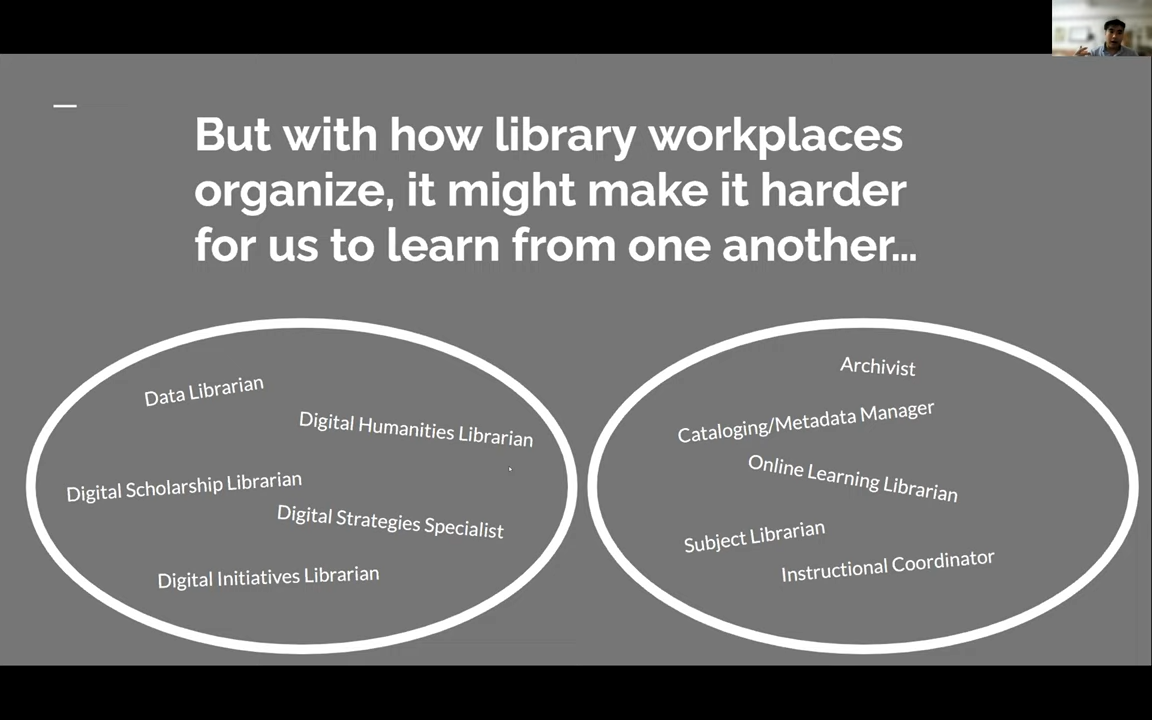 But with how library workplaces
organize, it might make it harder
for us to learn from one another...
Data Librarian
Digital Humanities Librarian
Digital Scholarship Librarian
Digital Strategies Specialist
Digital Initiatives Librarian
Archivist
Cataloging/Metadata Manager
Online Learning Librarian
Subject Librarian
Instructional Coordinator